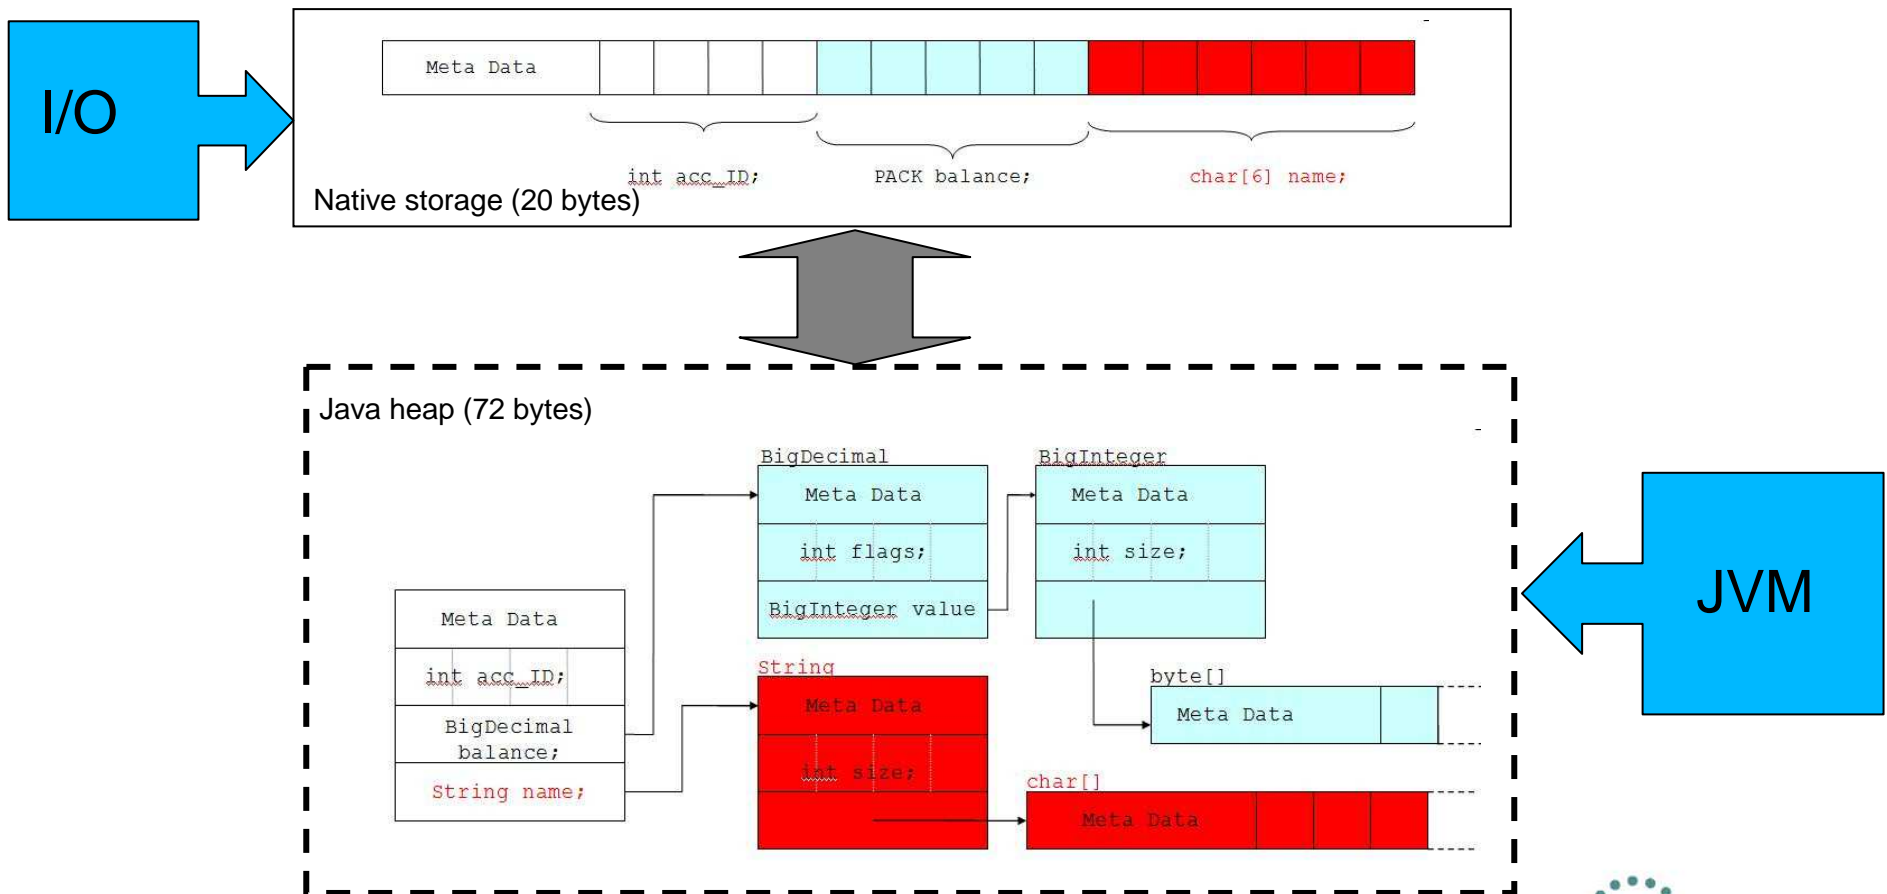 I/O
Meta Data
int acc_ID;
PACK balance;
char[6] name;
Native storage (20 bytes)
Java heap (72 bytes)
BigDecimal
Meta Data
int flags;
BigInteger value
BigInteger
Meta Data
int size;
Meta Data
int acc_ID;
BigDecimal
balance;
String name;
String
Meta Data
int size;
byte[]
Meta Data
char[]
Meta Data
JVM